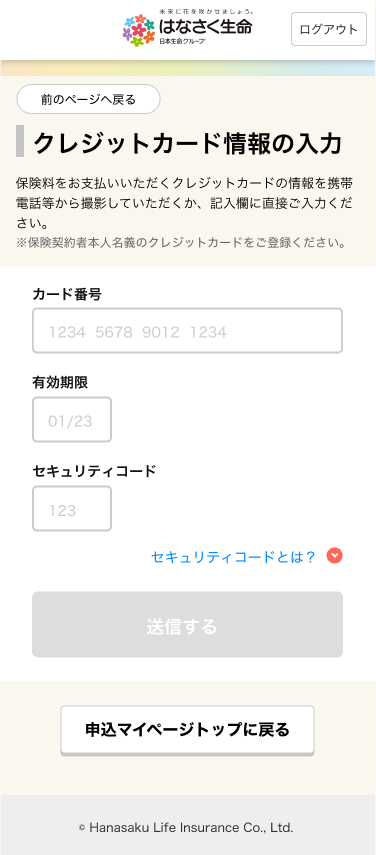 未来に花を咲かせましょう。
はなさく生命
日本生命グループ
ログアウト
前のページへ戻る
クレジットカード情報の入力
保険料をお支払いいただくクレジットカードの情報を携帯
電話等から撮影していただくか、記入欄に直接ご入力くだ
さい。
※保険契約者本人名義のクレジットカードをご登録ください。
カード番号
1234 5678 9012 1234
有効期限
01/23
セキュリティコード
123
セキュリティコードとは？
送信する
申込マイページトップに戻る
© Hanasaku Life Insurance Co., Ltd.